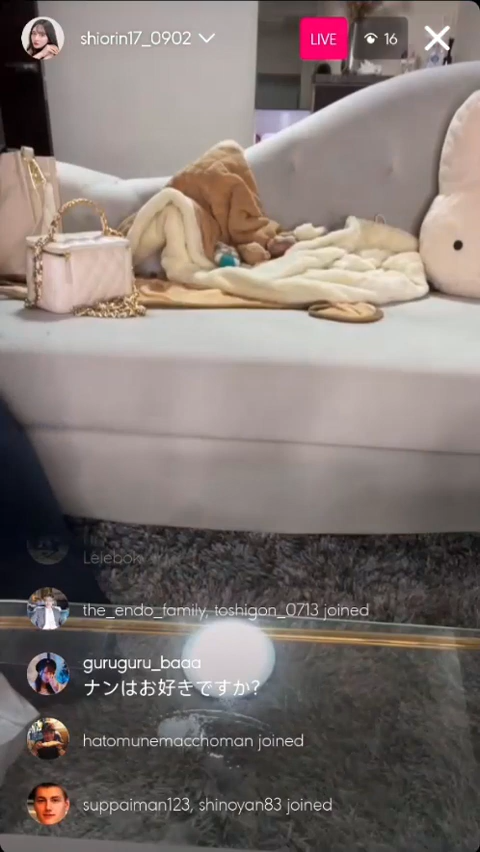 shiorin17_0902
LIVE
16
Lelebok
the_endo_family, toshigon_0713 joined
guruguru_baaa
ナンはお好きですか?
hatomunemacchoman joined
suppaiman123, shinoyan83 joined